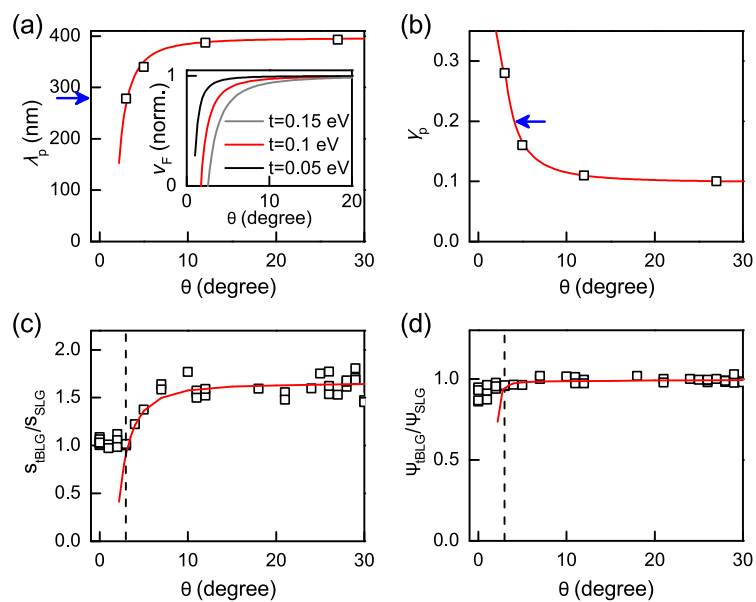 (a)
400
300
200
100
0
λp (nm)
0
10
20
30
θ (degree)
1
0
vF (norm.)
t=0.15 eV
t=0.1 eV
t=0.05 eV
0
10
20
θ (degree)
(b)
0.3
0.2
0.1
0.0
γp
0
10
20
30
θ (degree)
(c)
2.0
1.5
1.0
0.5
0.0
stBLG/sSLG
0
10
20
30
θ (degree)
(d)
1.0
0.5
0.0
ψtBLG/ψSLG
0
10
20
30
θ (degree)